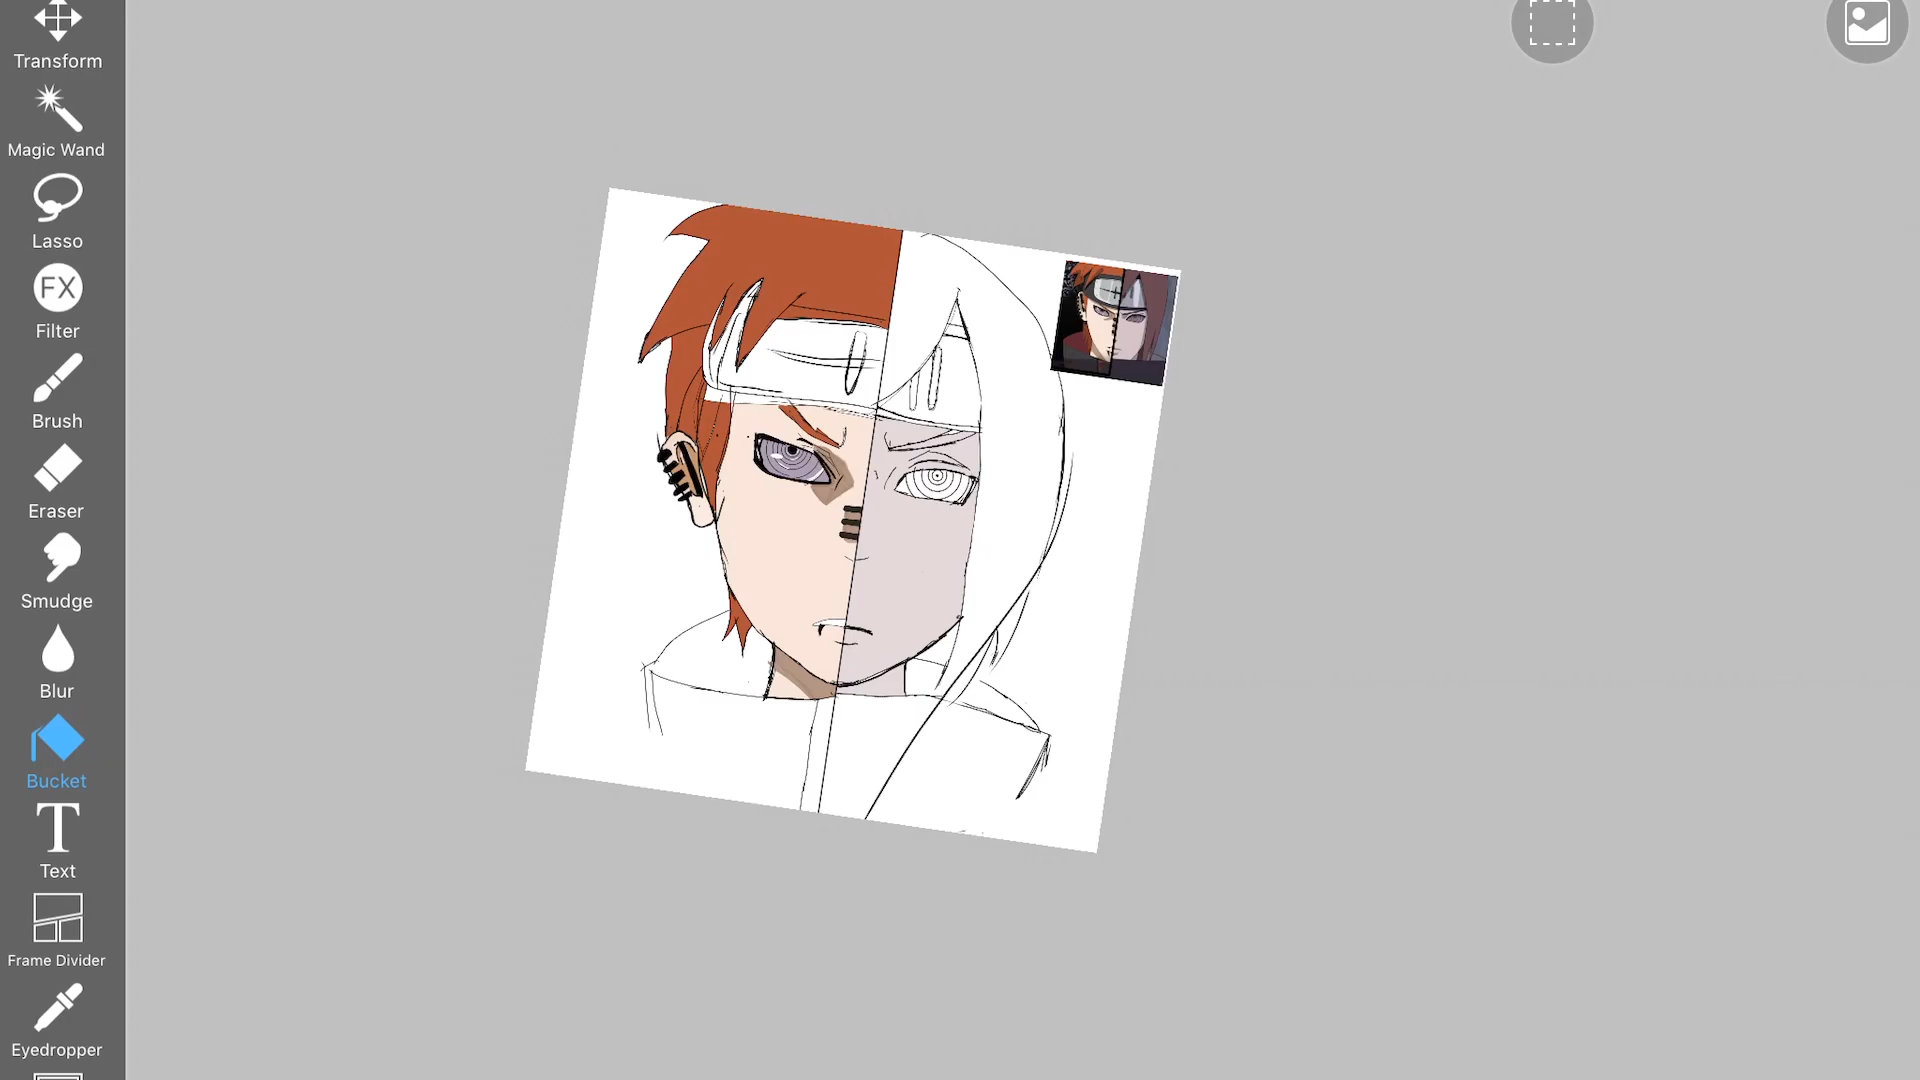 Transform
Magic Wand
Lasso
FX
Filter
Brush
Eraser
Smudge
Blur
Bucket
T
Text
Frame Divider
Eyedropper